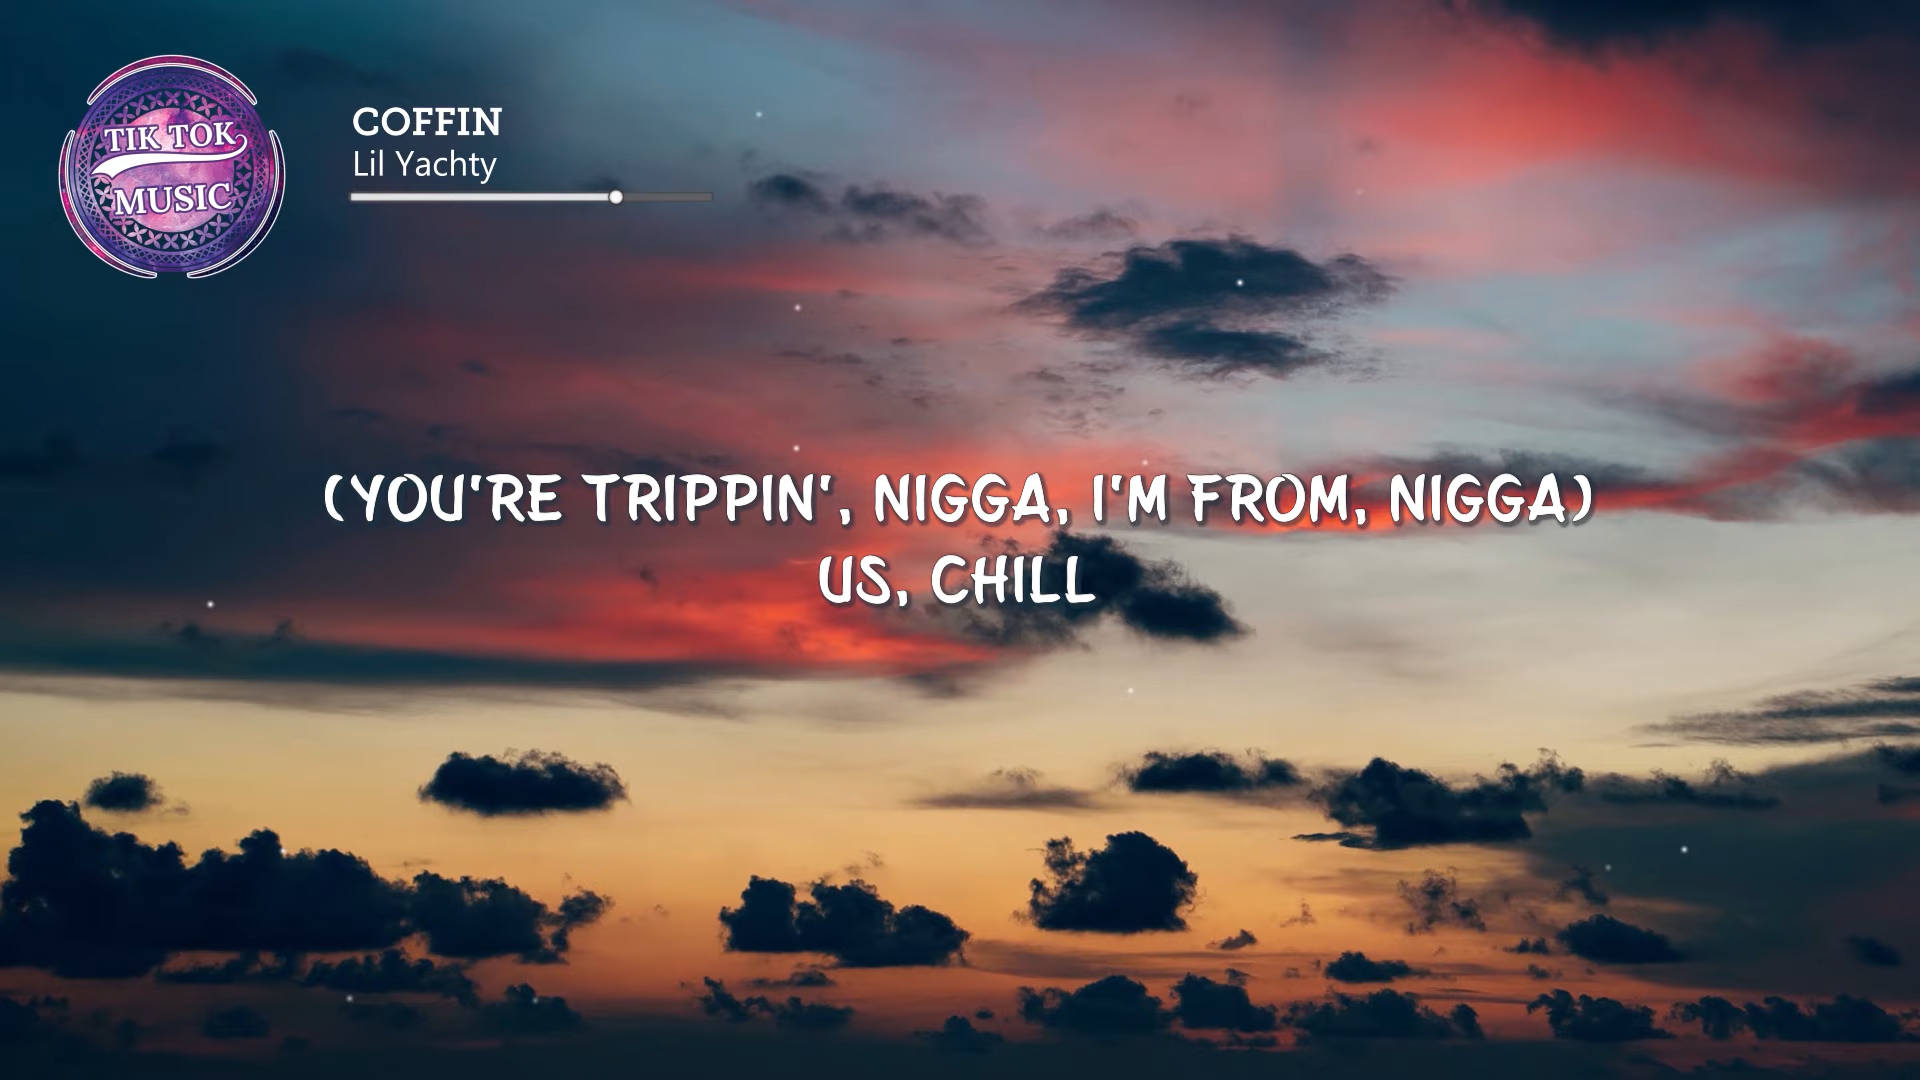 TIK TOK
MUSIC
COFFIN
Lil Yachty
(YOU'RE TRIPPIN', NIGGA, I'M FROM, NIGGA)
US, CHILL